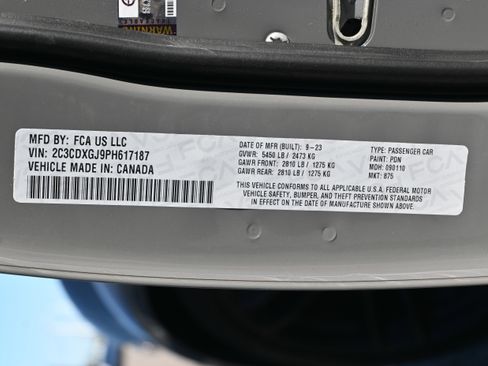 WARNING
MFD BY: FCA US LLC
VIN: 2C3CDXGJ9PH617187
VEHICLE MADE IN: CANADA
DATE OF MFR (BUILT): 9-23
GVWR: 5450 LB / 2473 KG
GAWR FRONT: 2810 LB / 1275 KG
GAWR REAR: 2810 LB / 1275 KG
TYPE: PASSENGER CAR
PAINT: PDN
MDH: 090110
MKT: 875
THIS VEHICLE CONFORMS TO ALL APPLICABLE U.S.A. FEDERAL MOTOR
VEHICLE SAFETY, BUMPER, AND THEFT PREVENTION STANDARDS
IN EFFECT ON THE DATE OF MANUFACTURE SHOWN ABOVE.